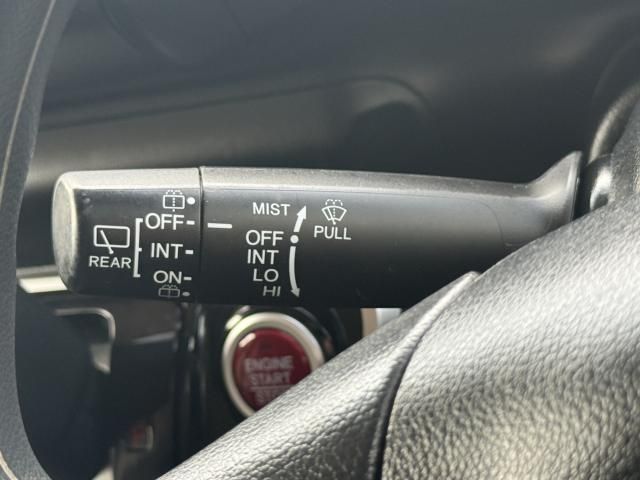 REAR
OFF
INT
ON
MIST
OFF
INT
LO
HI
PULL
ENGINE
START